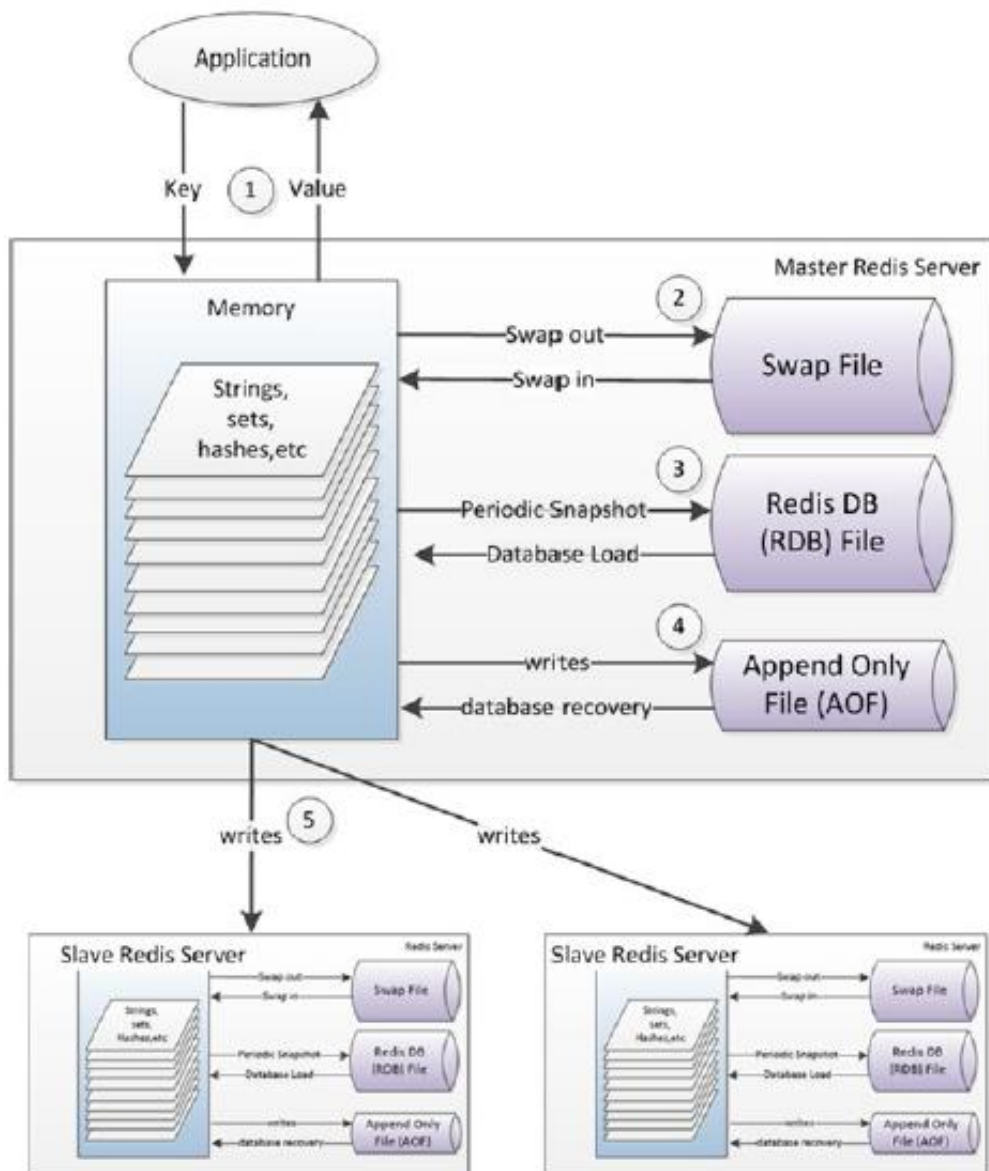 Application
Key
1
Value
Master Redis Server
Memory
2
Swap out
Swap File
Swap in
Strings,
sets,
hashes,etc
3
Periodic Snapshot
Redis DB
(RDB) File
Database Load
4
writes
Append Only
File (AOF)
database recovery
5
writes
writes
Slave Redis Server
Redis Server
Swap out
Swap File
Swap in
Strings,
sets,
Hashes,etc
Periodic Snapshot
Redis DB
(RDB) File
Database Load
writes
Append Only
File (AOF)
database recovery
Slave Redis Server
Redis Server
Swap out
Swap File
Swap in
Strings,
sets,
Hashes,etc
Periodic Snapshot
Redis DB
(RDB) File
Database Load
writes
Append Only
File (AOF)
database recovery